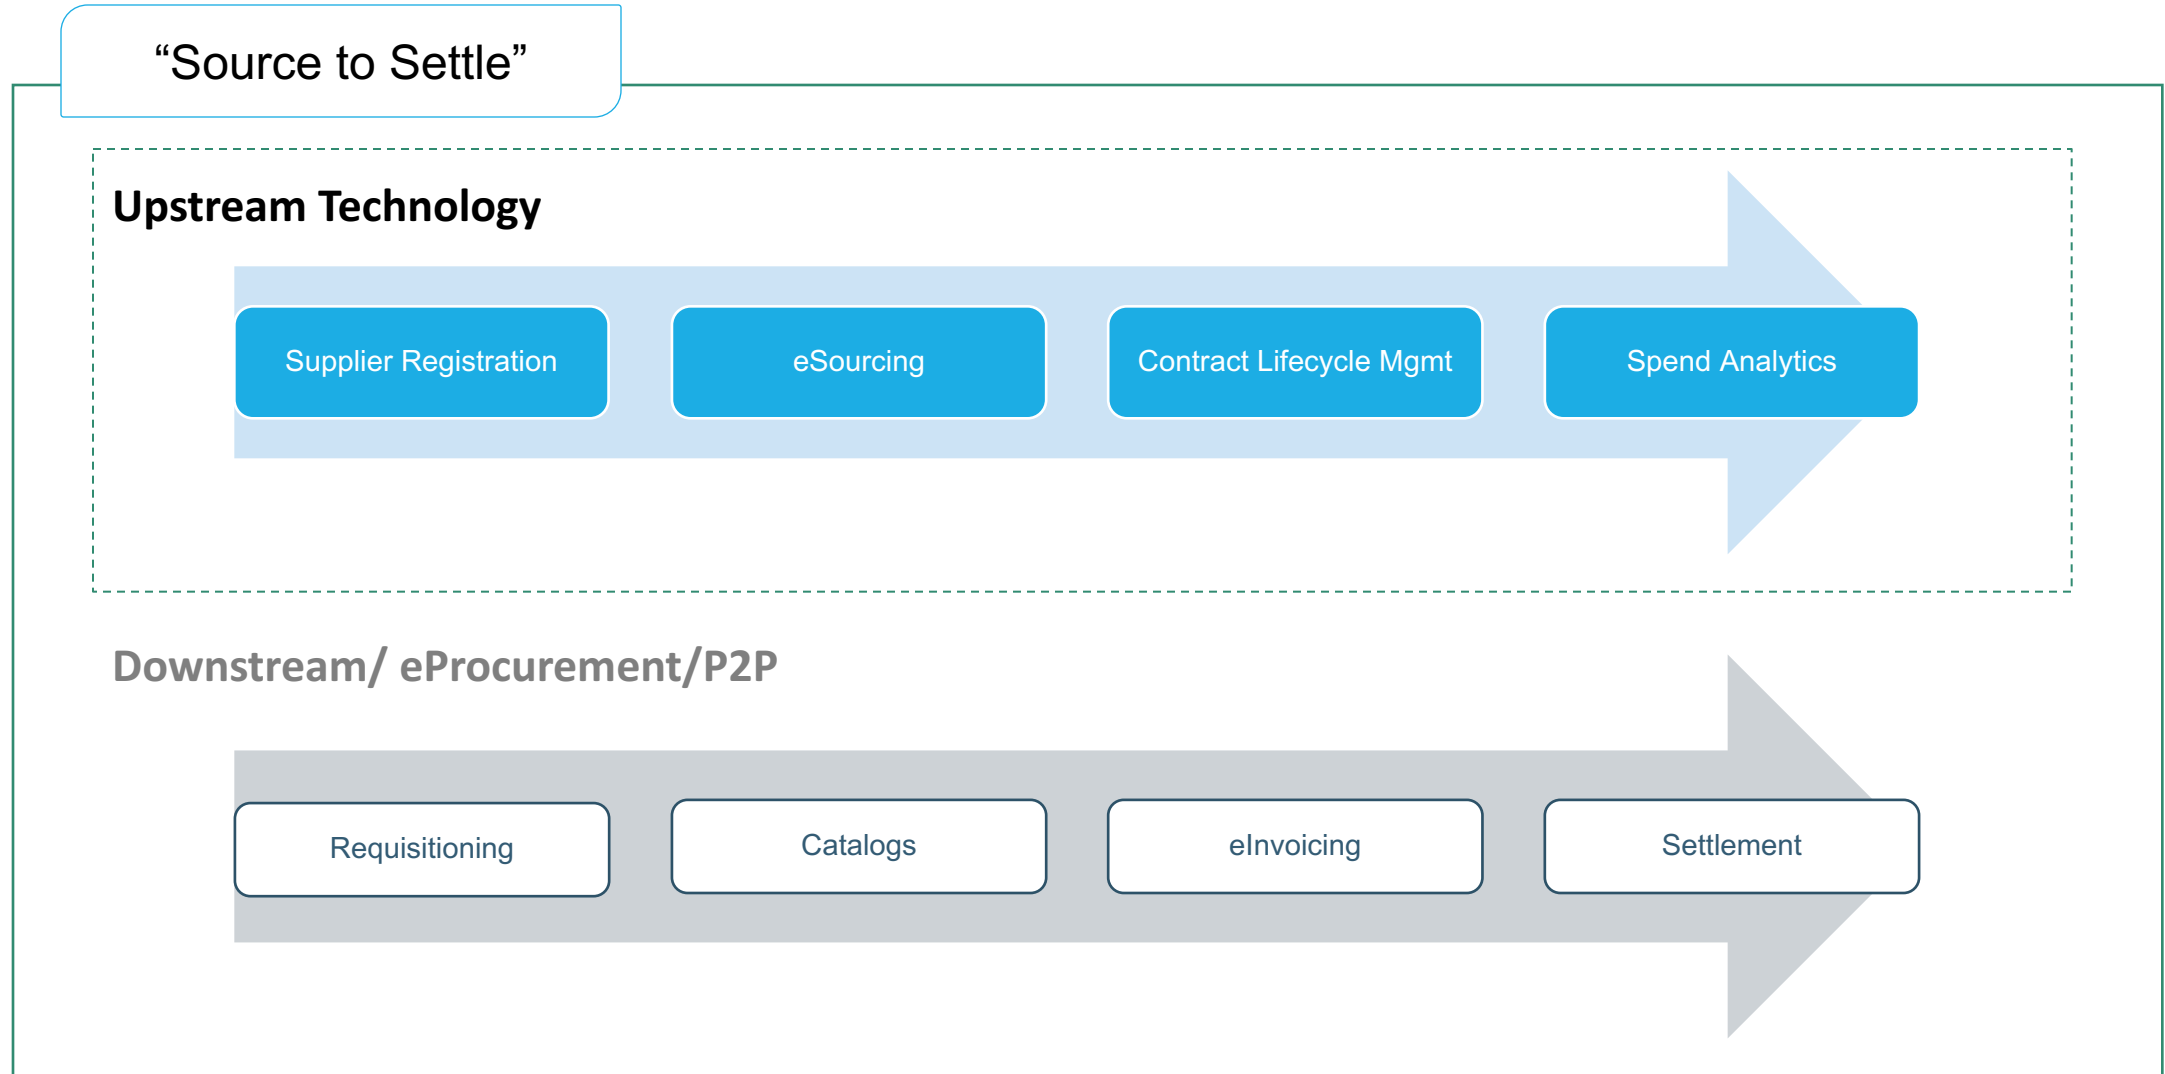 “Source to Settle”
Upstream Technology
Supplier Registration
eSourcing
Contract Lifecycle Mgmt
Spend Analytics
Downstream/ eProcurement/P2P
Requisitioning
Catalogs
eInvoicing
Settlement